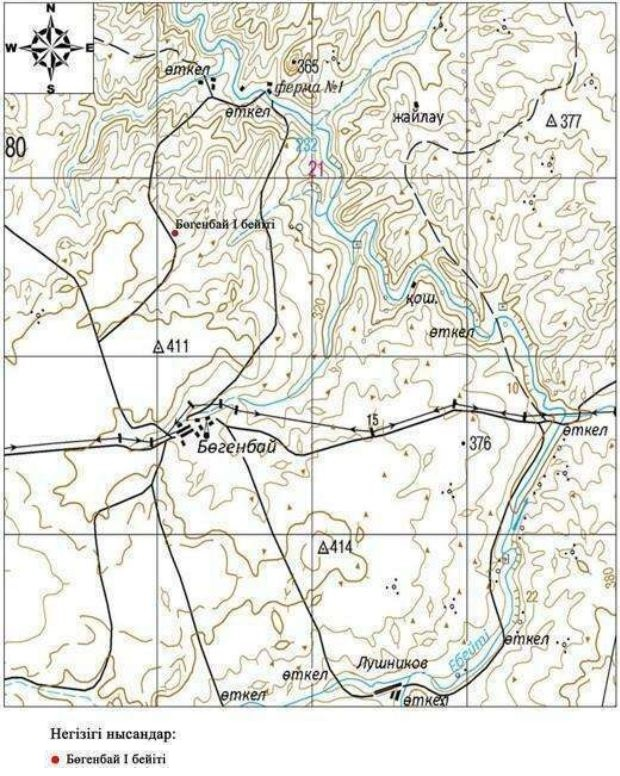 N
W E
S
өткел
365
ферма №1
өткел
жайлау
377
80
232
21
Бөгенбай I бейіті
320
қош.
өткел
411
10
15
өткел
Бөгенбай
376
414
22
380
Ебейті
өткел
Лушников
өткел
өткел
өткел
Негізігі нысандар:
Бөгенбай I бейіті